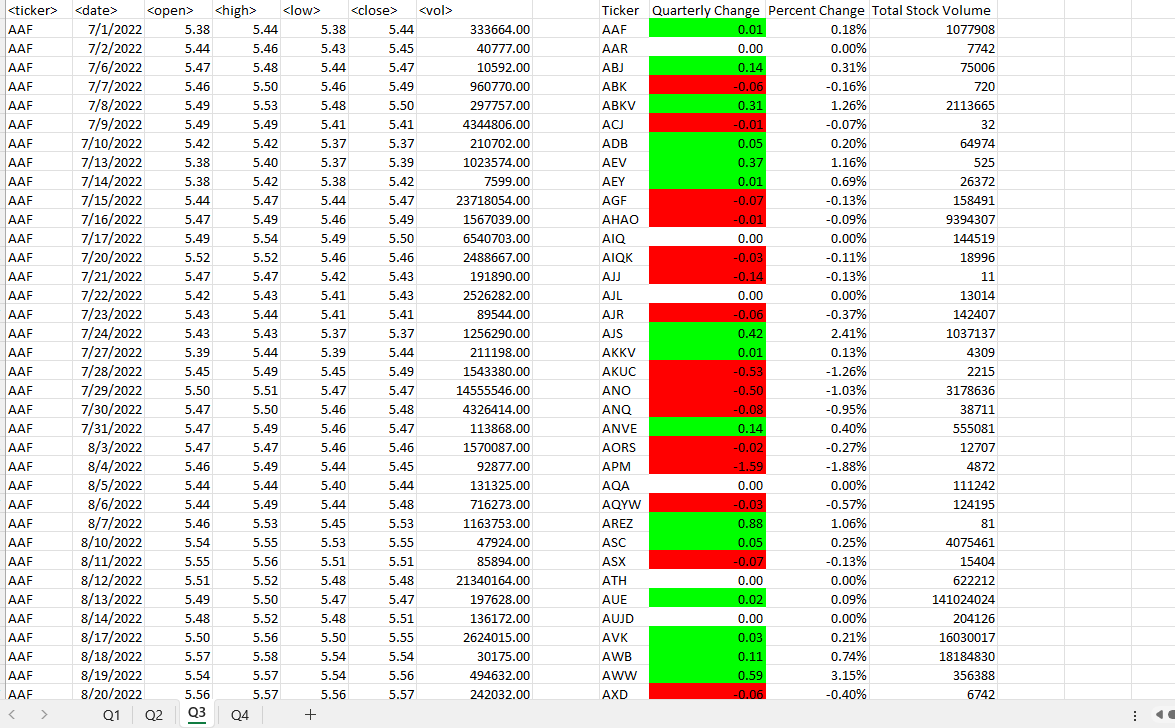 <ticker> <date> <open> <high> <low> <close> <vol> Ticker Quarterly Change Percent Change Total Stock Volume
AAF 7/1/2022 5.38 5.44 5.38 5.44 333664.00 AAF 0.01 0.18% 1077908
AAF 7/2/2022 5.44 5.46 5.43 5.45 40777.00 AAR 0.00 0.00% 7742
AAF 7/6/2022 5.47 5.48 5.44 5.47 10592.00 ABJ 0.14 0.31% 75006
AAF 7/7/2022 5.46 5.50 5.46 5.49 960770.00 ABK -0.06 -0.16% 720
AAF 7/8/2022 5.49 5.53 5.48 5.50 297757.00 ABKV 0.31 1.26% 2113665
AAF 7/9/2022 5.49 5.49 5.41 5.41 4344806.00 ACJ -0.01 -0.07% 32
AAF 7/10/2022 5.42 5.42 5.37 5.37 210702.00 ADB 0.05 0.20% 64974
AAF 7/13/2022 5.38 5.40 5.37 5.39 1023574.00 AEV 0.37 1.16% 525
AAF 7/14/2022 5.38 5.42 5.38 5.42 7599.00 AEY 0.01 0.69% 26372
AAF 7/15/2022 5.44 5.47 5.44 5.47 23718054.00 AGF -0.07 -0.13% 158491
AAF 7/16/2022 5.47 5.49 5.46 5.49 1567039.00 AHAO -0.01 -0.09% 9394307
AAF 7/17/2022 5.49 5.54 5.49 5.50 6540703.00 AIQ 0.00 0.00% 144519
AAF 7/20/2022 5.52 5.52 5.46 5.46 2488667.00 AIQK -0.03 -0.11% 18996
AAF 7/21/2022 5.47 5.47 5.42 5.43 191890.00 AJJ -0.14 -0.13% 11
AAF 7/22/2022 5.42 5.43 5.41 5.43 2526282.00 AJL 0.00 0.00% 13014
AAF 7/23/2022 5.43 5.44 5.41 5.41 89544.00 AJR -0.06 -0.37% 142407
AAF 7/24/2022 5.43 5.43 5.37 5.37 1256290.00 AJS 0.42 2.41% 1037137
AAF 7/27/2022 5.39 5.44 5.39 5.44 211198.00 AKKV 0.01 0.13% 4309
AAF 7/28/2022 5.45 5.49 5.45 5.49 1543380.00 AKUC -0.53 -1.26% 2215
AAF 7/29/2022 5.50 5.51 5.47 5.47 14555546.00 ANO -0.50 -1.03% 3178636
AAF 7/30/2022 5.47 5.50 5.46 5.48 4326414.00 ANQ -0.08 -0.95% 38711
AAF 7/31/2022 5.47 5.49 5.46 5.47 113868.00 ANVE 0.14 0.40% 555081
AAF 8/3/2022 5.47 5.47 5.46 5.46 1570087.00 AORS -0.02 -0.27% 12707
AAF 8/4/2022 5.46 5.49 5.44 5.45 92877.00 APM -1.59 -1.88% 4872
AAF 8/5/2022 5.44 5.44 5.40 5.44 131325.00 AQA 0.00 0.00% 111242
AAF 8/6/2022 5.44 5.49 5.44 5.48 716273.00 AQYW -0.03 -0.57% 124195
AAF 8/7/2022 5.46 5.53 5.45 5.53 1163753.00 AREZ 0.88 1.06% 81
AAF 8/10/2022 5.54 5.55 5.53 5.55 47924.00 ASC 0.05 0.25% 4075461
AAF 8/11/2022 5.55 5.56 5.51 5.51 85894.00 ASX -0.07 -0.13% 15404
AAF 8/12/2022 5.51 5.52 5.48 5.48 21340164.00 ATH 0.00 0.00% 622212
AAF 8/13/2022 5.49 5.50 5.47 5.47 197628.00 AUE 0.02 0.09% 141024024
AAF 8/14/2022 5.48 5.52 5.48 5.51 136172.00 AUJD 0.00 0.00% 204126
AAF 8/17/2022 5.50 5.56 5.50 5.55 2624015.00 AVK 0.03 0.21% 16030017
AAF 8/18/2022 5.57 5.58 5.54 5.54 30175.00 AWB 0.11 0.74% 18184830
AAF 8/19/2022 5.54 5.57 5.54 5.56 494632.00 AWW 0.59 3.15% 356388
AAF 8/20/2022 5.56 5.57 5.56 5.57 242032.00 AXD -0.06 -0.40% 6742
Q1 Q2 Q3 Q4